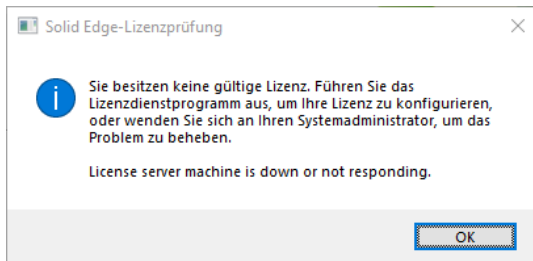 Solid Edge-Lizenzprüfung
Sie besitzen keine gültige Lizenz. Führen Sie das
Lizenzdienstprogramm aus, um Ihre Lizenz zu konfigurieren,
oder wenden Sie sich an Ihren Systemadministrator, um das
Problem zu beheben.
License server machine is down or not responding.
OK